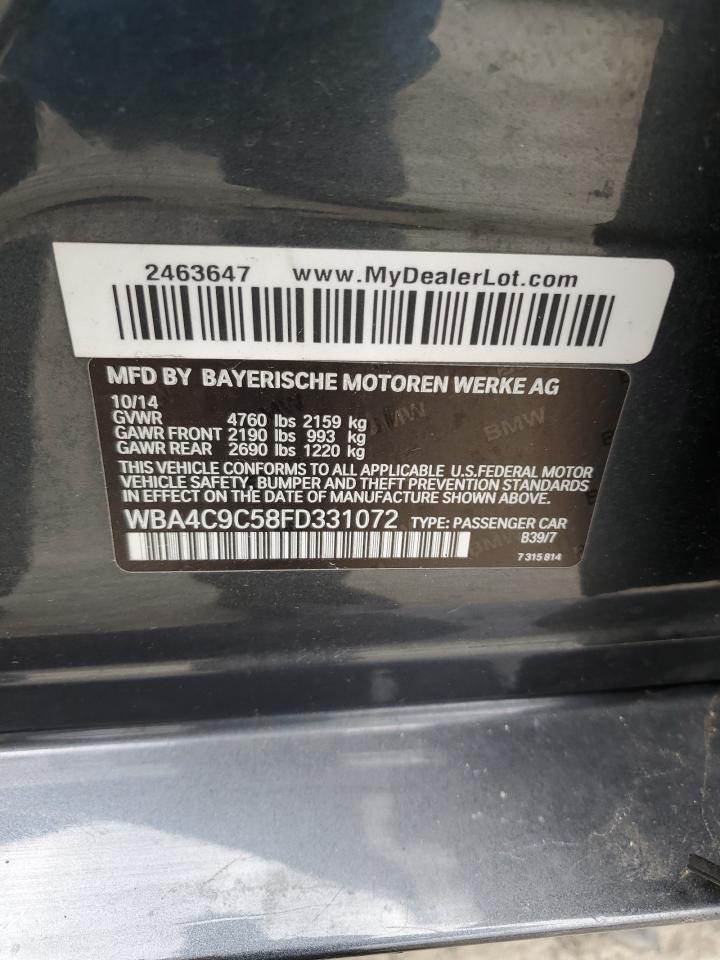 2463647 www.MyDealerLot.com
MFD BY BAYERISCHE MOTOREN WERKE AG
10/14
GVWR 4760 lbs 2159 kg
GAWR FRONT 2190 lbs 993 kg
GAWR REAR 2690 lbs 1220 kg
THIS VEHICLE CONFORMS TO ALL APPLICABLE U.S. FEDERAL MOTOR
VEHICLE SAFETY, BUMPER AND THEFT PREVENTION STANDARDS
IN EFFECT ON THE DATE OF MANUFACTURE SHOWN ABOVE.
WBA4C9C58FD331072 TYPE: PASSENGER CAR
B39/7
7 315 814
BMW
BMW
BMW